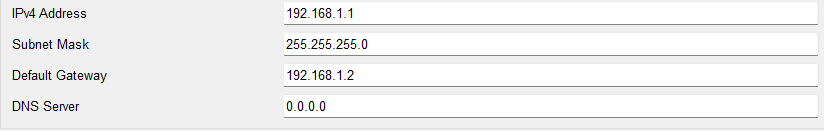 IPv4 Address 192.168.1.1
Subnet Mask 255.255.255.0
Default Gateway 192.168.1.2
DNS Server 0.0.0.0